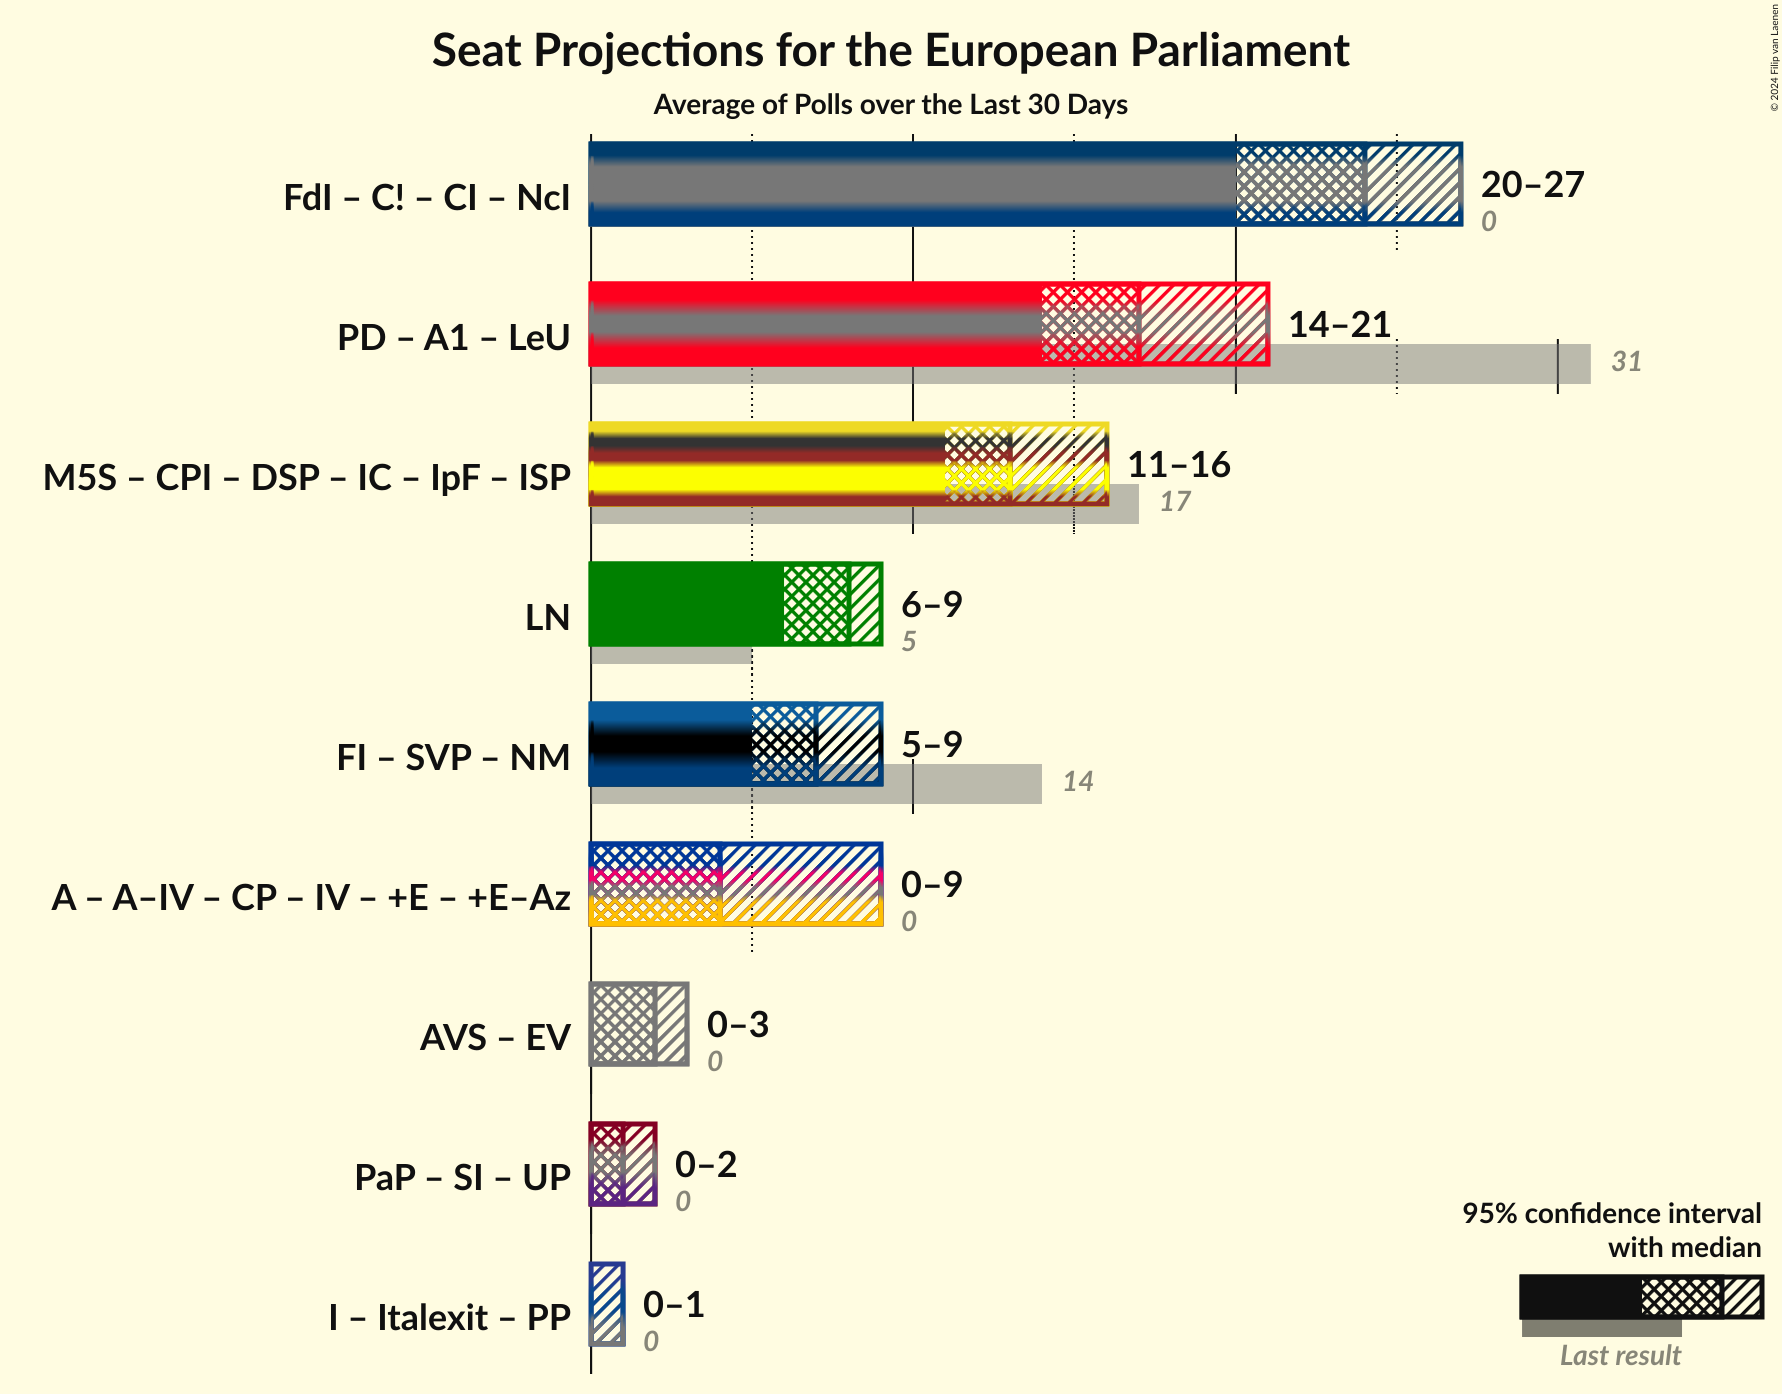 Seat Projections for the European Parliament
Average of Polls over the Last 30 Days
© 2024 Filip van Laenen
FdI – C! – CI – NcI
20–27
0
PD – A1 – LeU
14–21
31
M5S – CPI – DSP – IC – IpF – ISP
11–16
17
LN
6–9
5
FI – SVP – NM
5–9
14
A – A–IV – CP – IV – +E – +E–Az
0–9
0
AVS – EV
0–3
0
PaP – SI – UP
0–2
0
I – Italexit – PP
0–1
0
95% confidence interval
with median
Last result